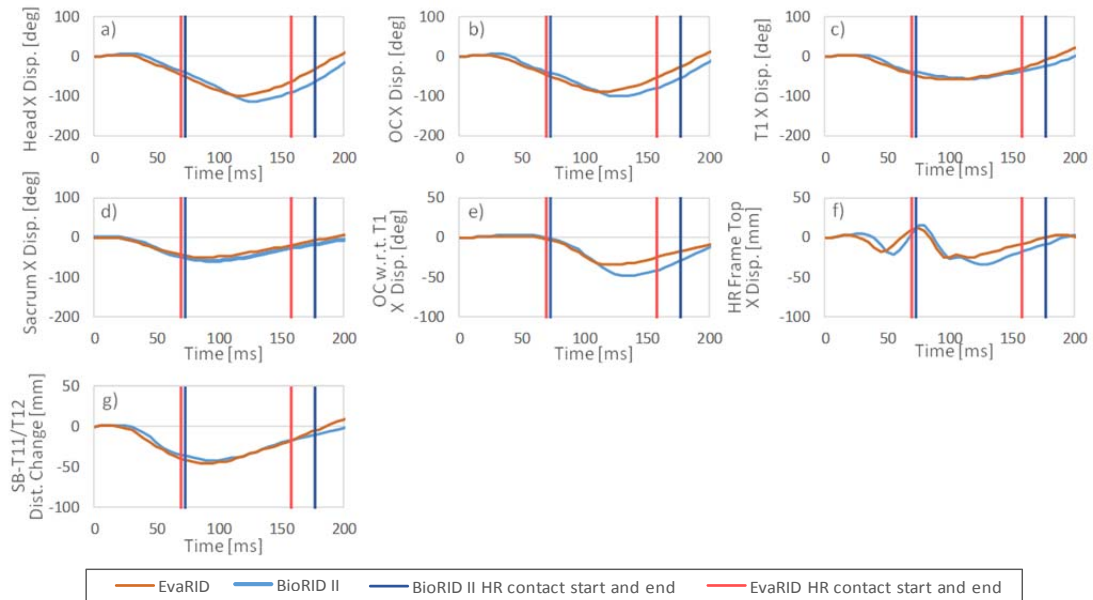 Head X Disp. [deg]
100
0
-100
-200
a)
0 50 100 150 200
Time [ms]
OC X Disp. [deg]
100
0
-100
-200
b)
0 50 100 150 200
Time [ms]
T1 X Disp. [deg]
100
0
-100
-200
c)
0 50 100 150 200
Time [ms]
Sacrum X Disp. [deg]
100
0
-100
-200
d)
0 50 100 150 200
Time [ms]
OC w.r.t. T1
X Disp. [deg]
50
0
-50
-100
e)
0 50 100 150 200
Time [ms]
HR Frame Top
X Disp. [mm]
50
0
-50
-100
f)
0 50 100 150 200
Time [ms]
SB-T11/T12
Dist. Change [mm]
50
0
-50
-100
g)
0 50 100 150 200
Time [ms]
EvaRID BioRID II BioRID II HR contact start and end EvaRID HR contact start and end